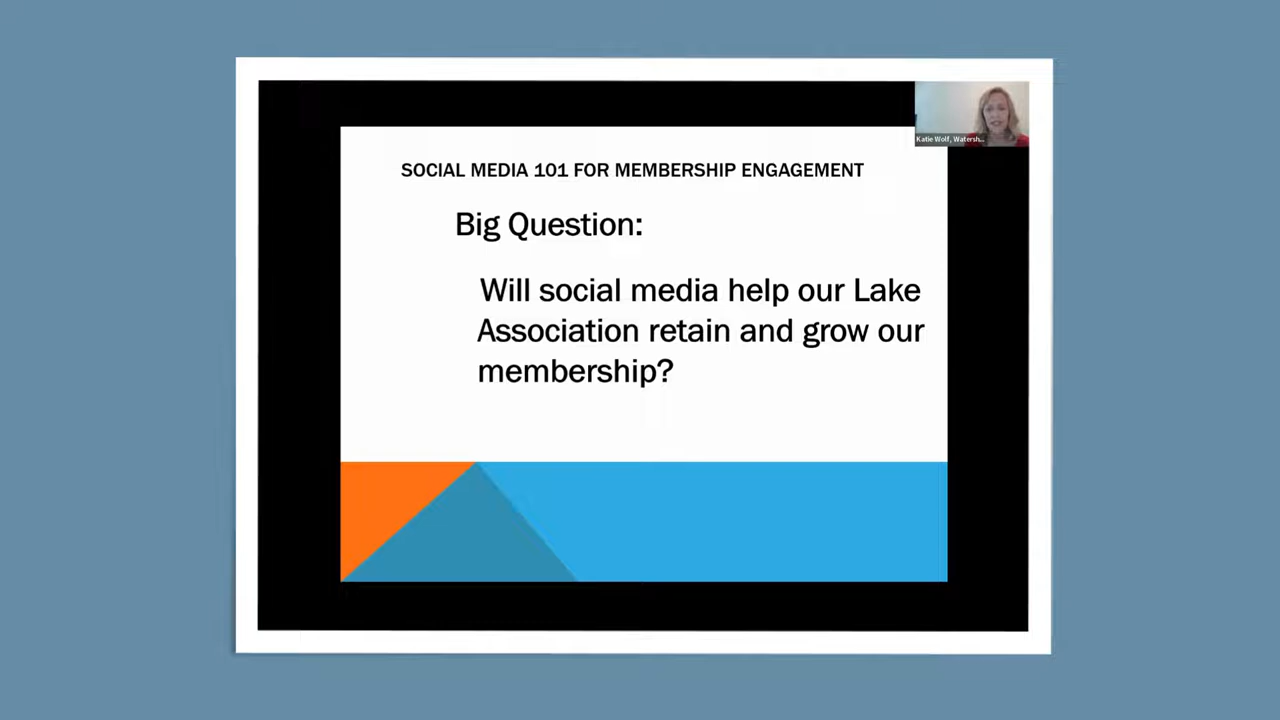 Katie Wolf, Watersh...
SOCIAL MEDIA 101 FOR MEMBERSHIP ENGAGEMENT
Big Question:
Will social media help our Lake
Association retain and grow our
membership?